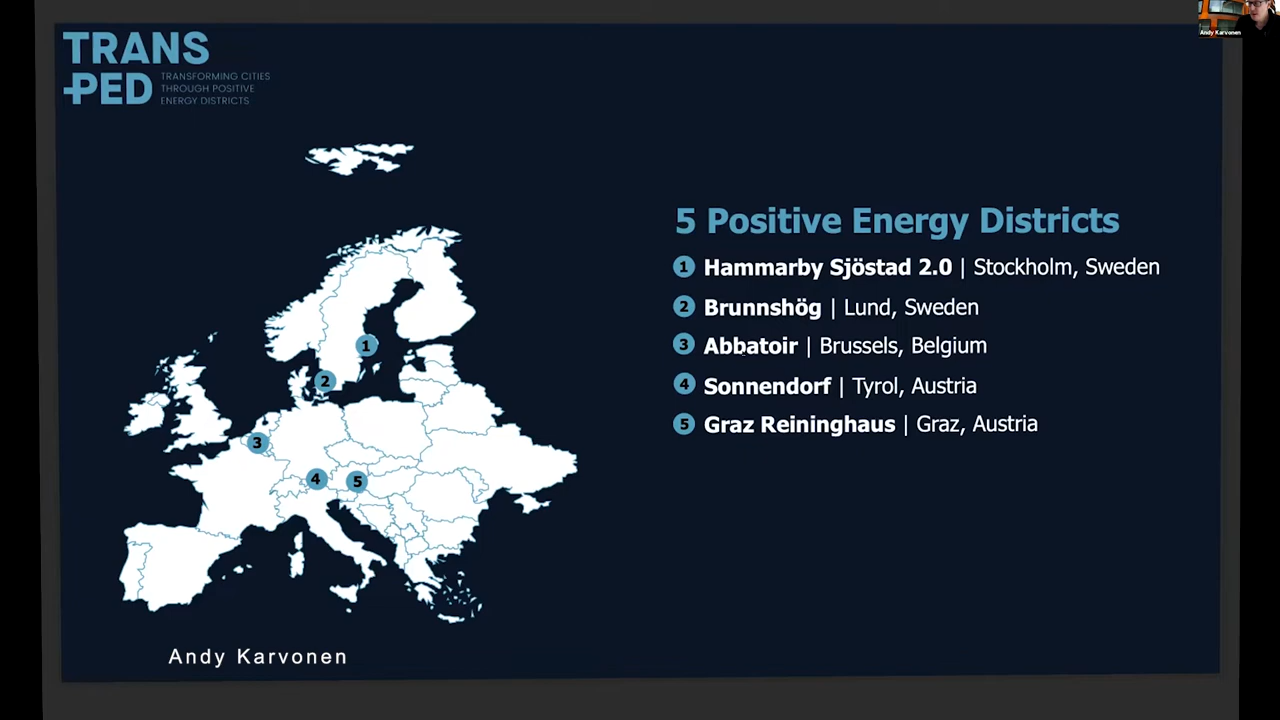 Andy Karvonen
TRANS
+PED
TRANSFORMING CITIES
THROUGH POSITIVE
ENERGY DISTRICTS
5 Positive Energy Districts
1 Hammarby Sjöstad 2.0 | Stockholm, Sweden
2 Brunnshög | Lund, Sweden
3 Abbatoir | Brussels, Belgium
4 Sonnendorf | Tyrol, Austria
5 Graz Reininghaus | Graz, Austria
1
2
3
4
5
Andy Karvonen